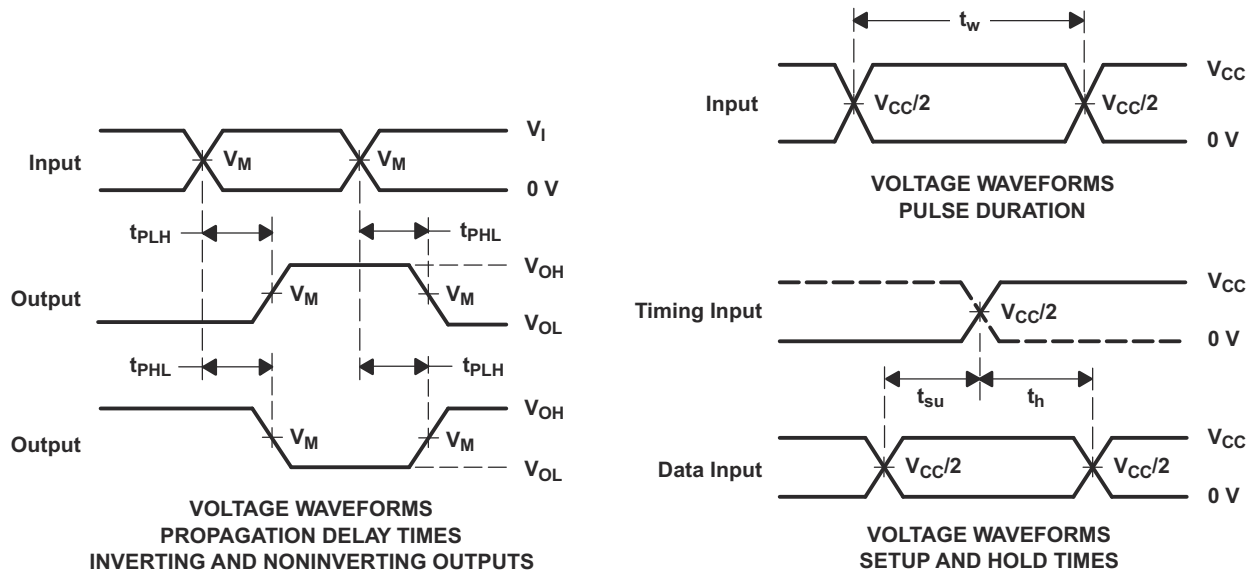 Input
V_M
V_M
V_I
0 V
t_PLH
t_PHL
Output
V_M
V_M
V_OH
V_OL
t_PHL
t_PLH
Output
V_M
V_M
V_OH
V_OL
VOLTAGE WAVEFORMS
PROPAGATION DELAY TIMES
INVERTING AND NONINVERTING OUTPUTS
t_w
Input
V_CC/2
V_CC/2
V_CC
0 V
VOLTAGE WAVEFORMS
PULSE DURATION
Timing Input
V_CC/2
V_CC
0 V
t_su
t_h
Data Input
V_CC/2
V_CC/2
V_CC
0 V
VOLTAGE WAVEFORMS
SETUP AND HOLD TIMES